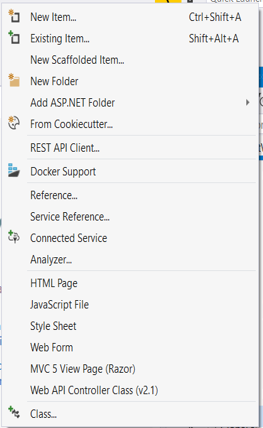 Quick Launch
New Item... Ctrl+Shift+A
Existing Item... Shift+Alt+A
New Scaffolded Item...
New Folder
Add ASP.NET Folder
From Cookiecutter...
REST API Client...
Docker Support
Reference...
Service Reference...
Connected Service
Analyzer...
HTML Page
JavaScript File
Style Sheet
Web Form
MVC 5 View Page (Razor)
Web API Controller Class (v2.1)
Class...